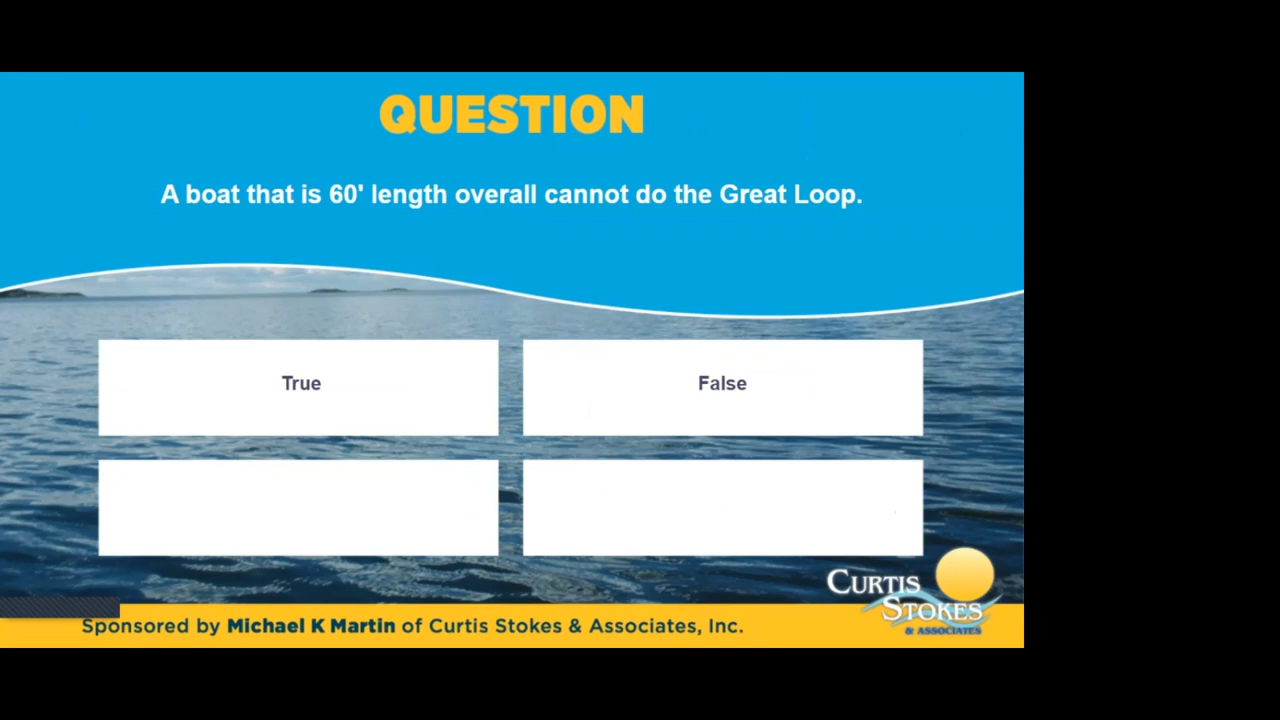 QUESTION
A boat that is 60' length overall cannot do the Great Loop.
True
False
CURTIS
STOKES
& ASSOCIATES
Sponsored by Michael K Martin of Curtis Stokes & Associates, Inc.